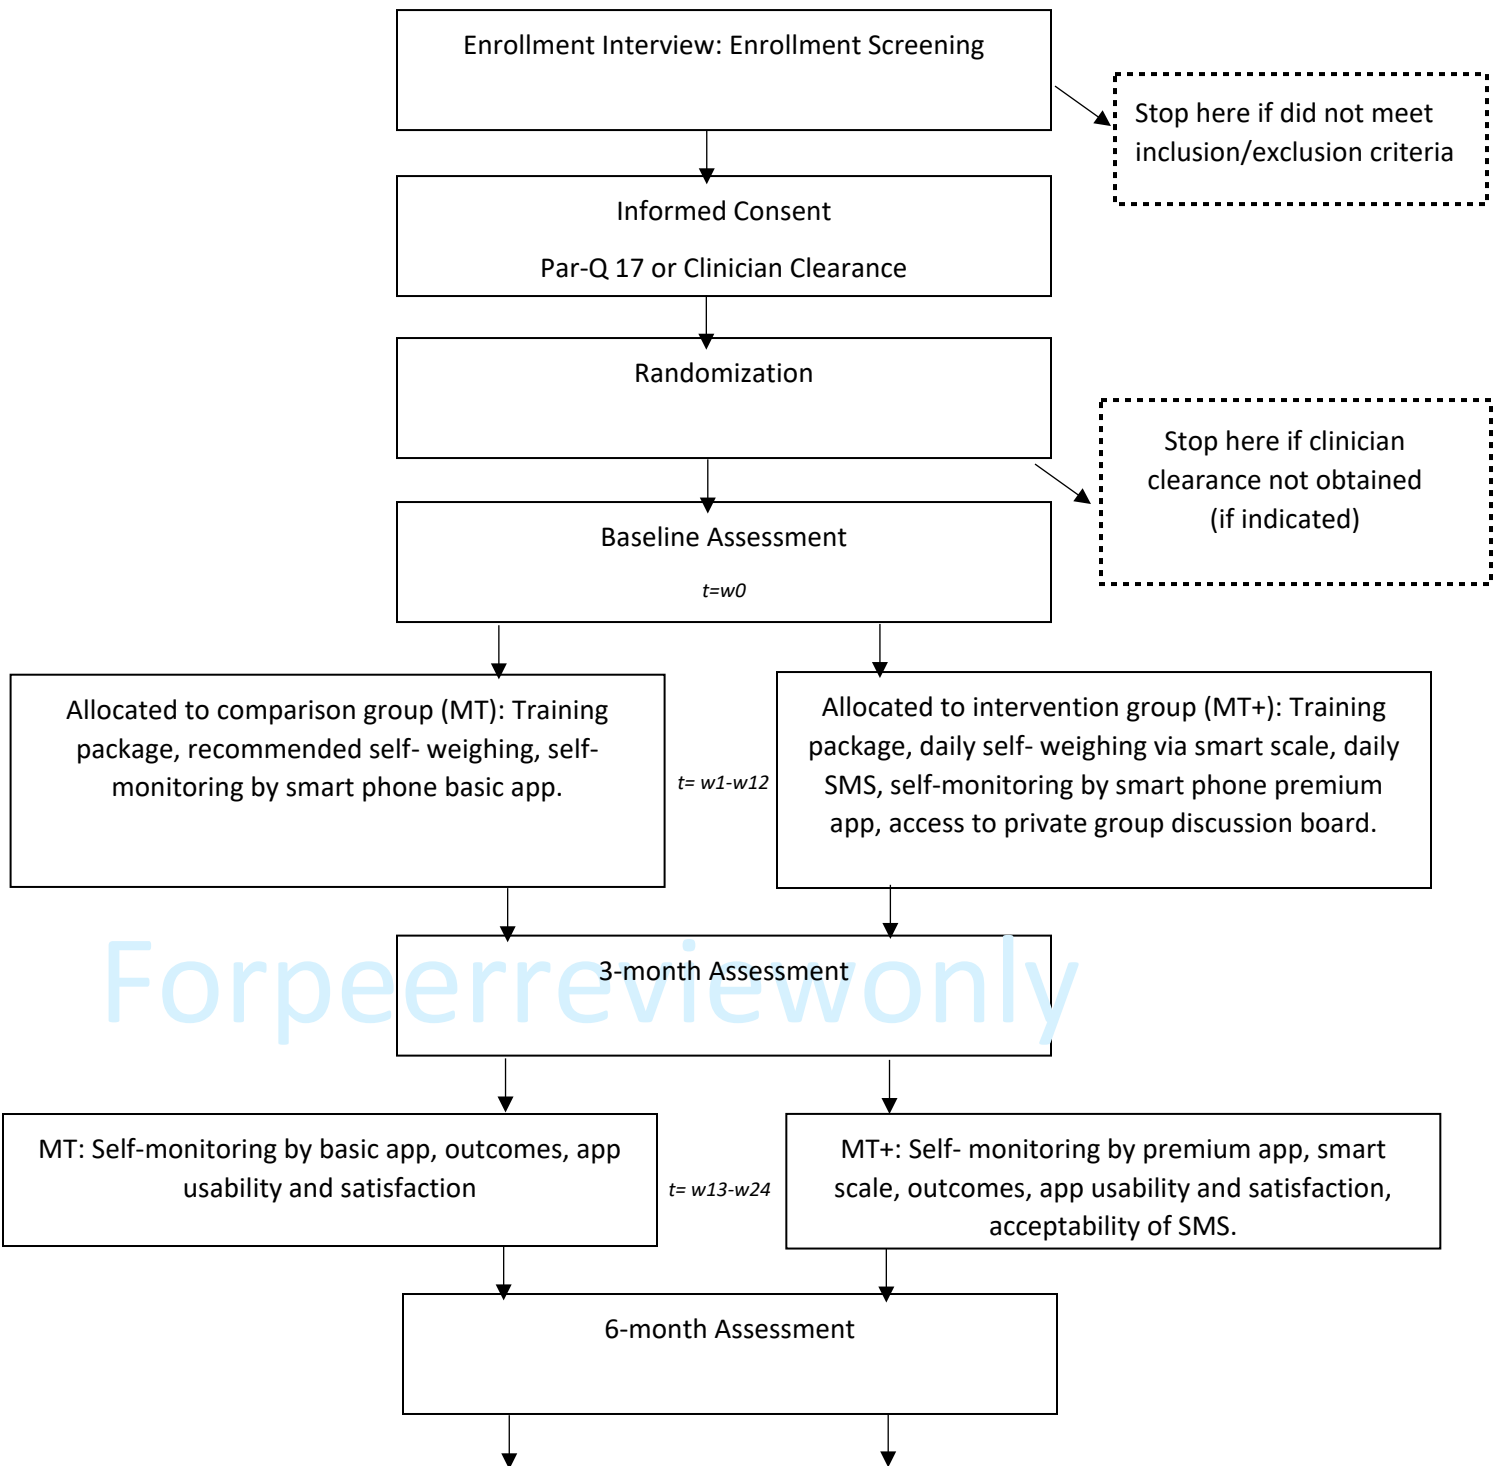 Enrollment Interview: Enrollment Screening
Stop here if did not meet
inclusion/exclusion criteria
Informed Consent
Par-Q 17 or Clinician Clearance
Randomization
Stop here if clinician
clearance not obtained
(if indicated)
Baseline Assessment
t=w0
Allocated to comparison group (MT): Training
package, recommended self- weighing, self-
monitoring by smart phone basic app.
t= w1-w12
Allocated to intervention group (MT+): Training
package, daily self- weighing via smart scale, daily
SMS, self-monitoring by smart phone premium
app, access to private group discussion board.
3-month Assessment
Forpeerreviewonly
MT: Self-monitoring by basic app, outcomes, app
usability and satisfaction
t= w13-w24
MT+: Self- monitoring by premium app, smart
scale, outcomes, app usability and satisfaction,
acceptability of SMS.
6-month Assessment